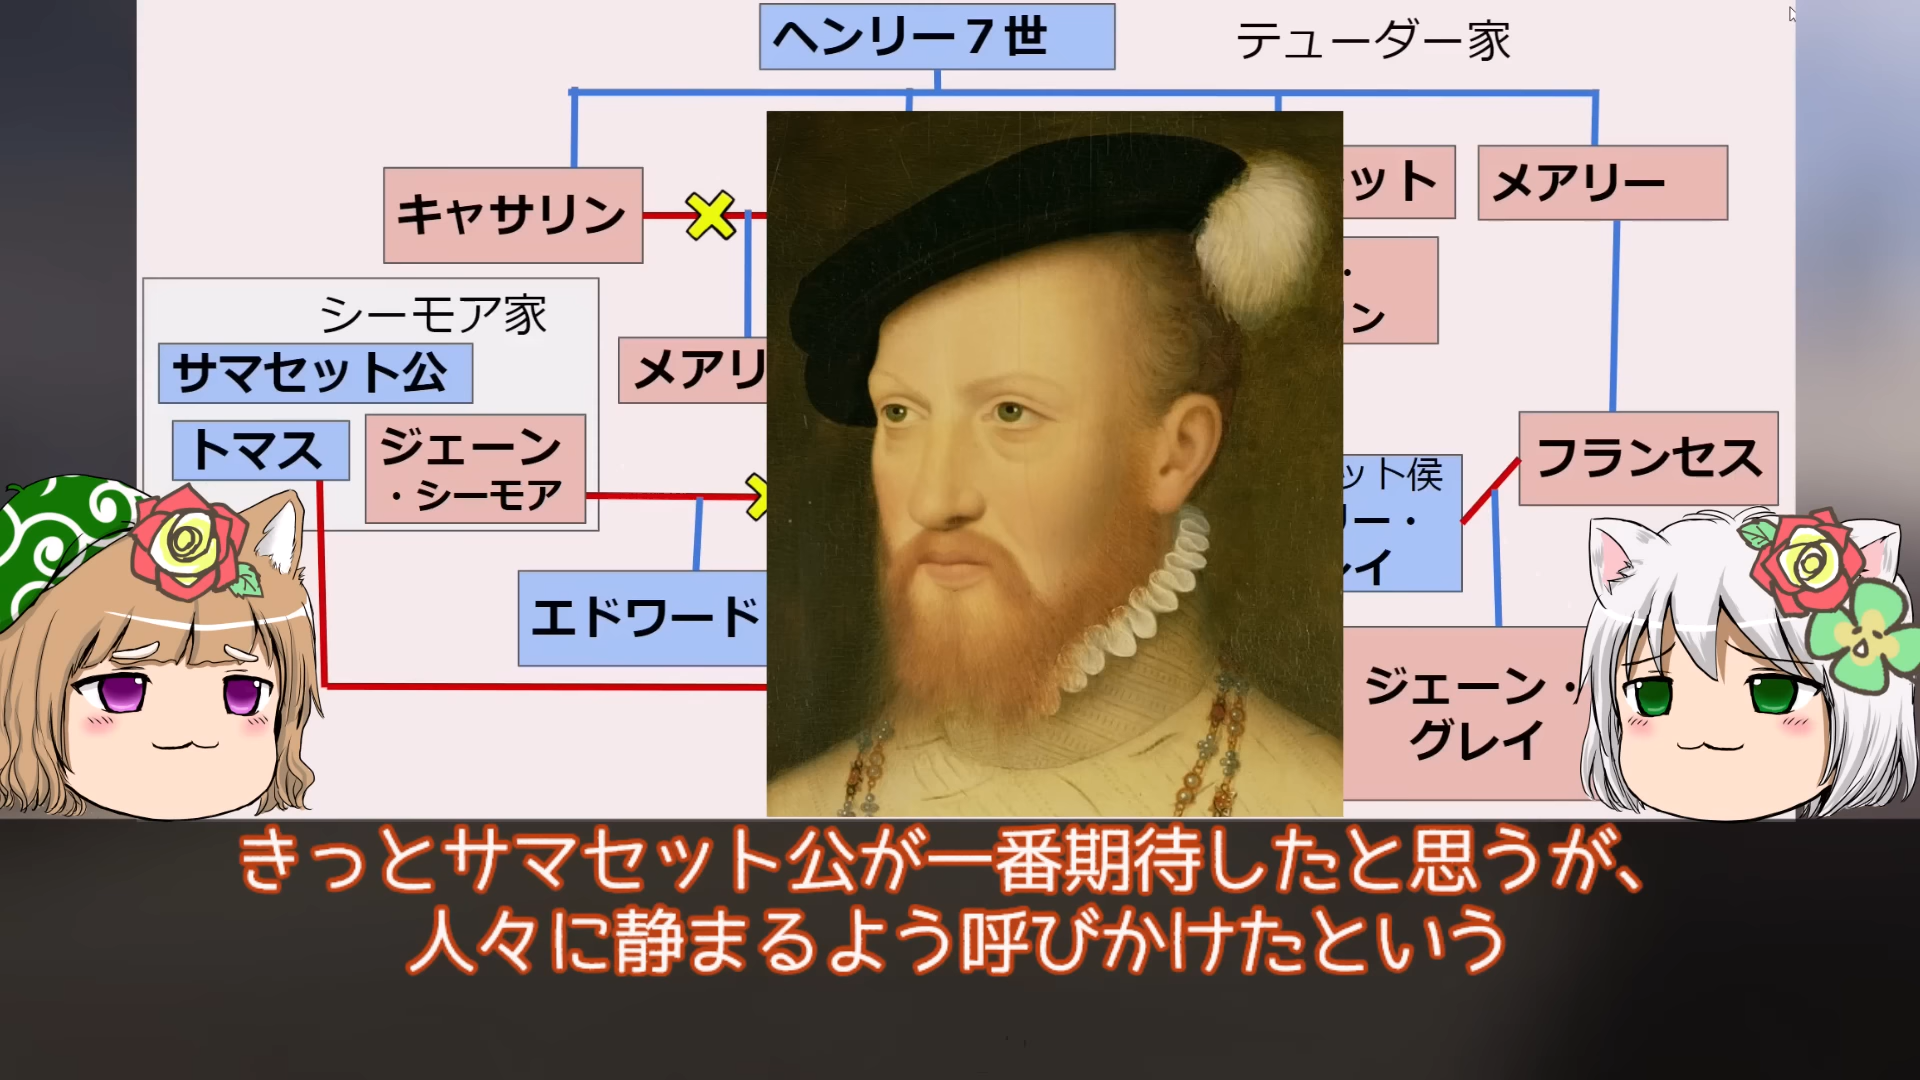 ヘンリー７世
テューダー家
キャサリン
ット
メアリー
・
ン
シーモア家
サマセット公
メアリ
トマス
ジェーン
・シーモア
ット侯
リー・
レイ
フランセス
エドワード
ジェーン・
グレイ
きっとサマセット公が一番期待したと思うが、
人々に静まるよう呼びかけたという